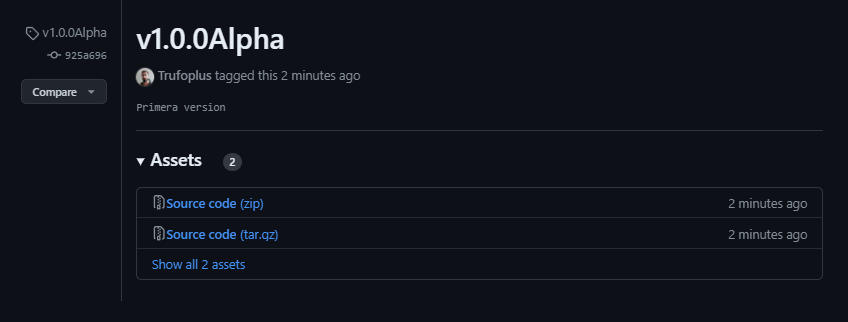 v1.0.0Alpha
925a696
Compare
v1.0.0Alpha
Trufoplus tagged this 2 minutes ago
Primera version
Assets 2
Source code (zip) 2 minutes ago
Source code (tar.gz) 2 minutes ago
Show all 2 assets